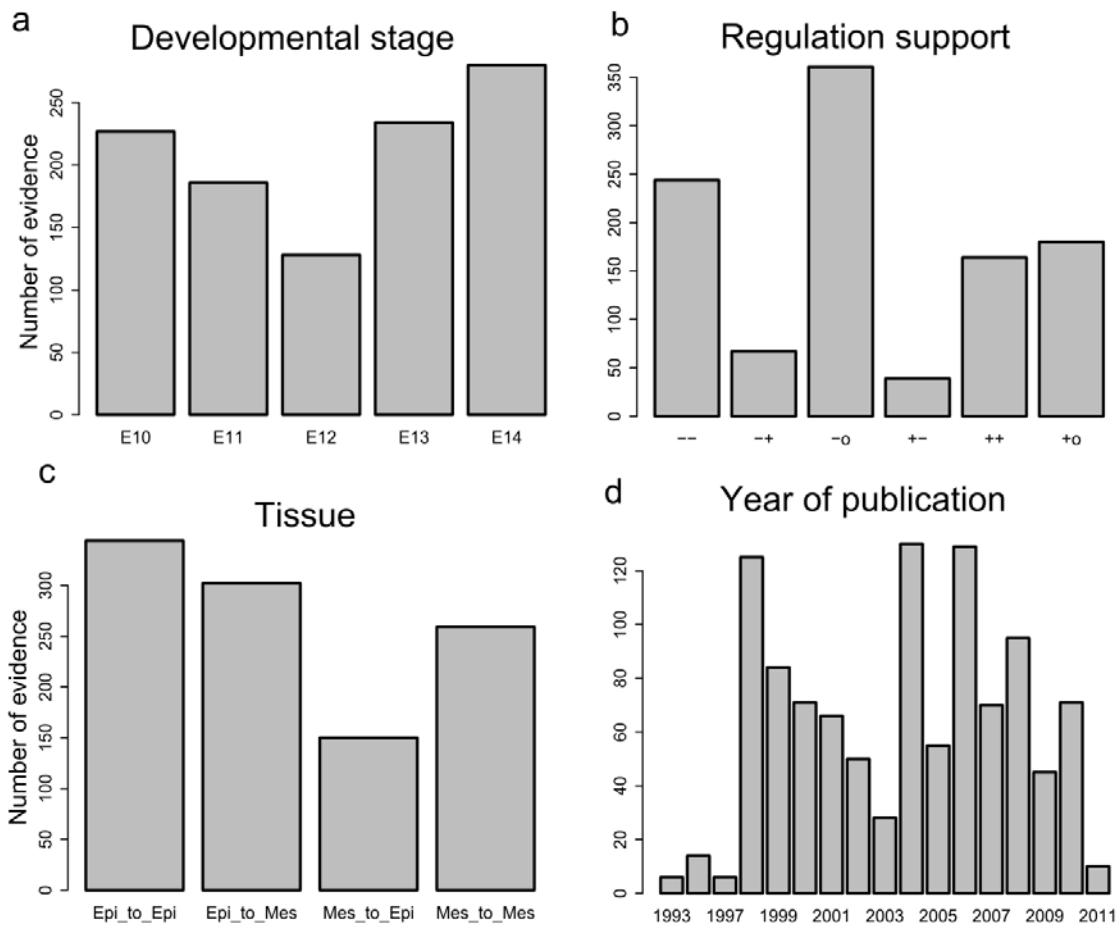 a
Developmental stage
Number of evidence
0
50
100
150
200
250
E10 E11 E12 E13 E14
b
Regulation support
0
50
100
150
200
250
300
350
−− −+ −o +− ++ +o
c
Tissue
Number of evidence
0
50
100
150
200
250
300
Epi_to_Epi Epi_to_Mes Mes_to_Epi Mes_to_Mes
d
Year of publication
0
20
40
60
80
100
120
1993 1997 1999 2001 2003 2005 2007 2009 2011